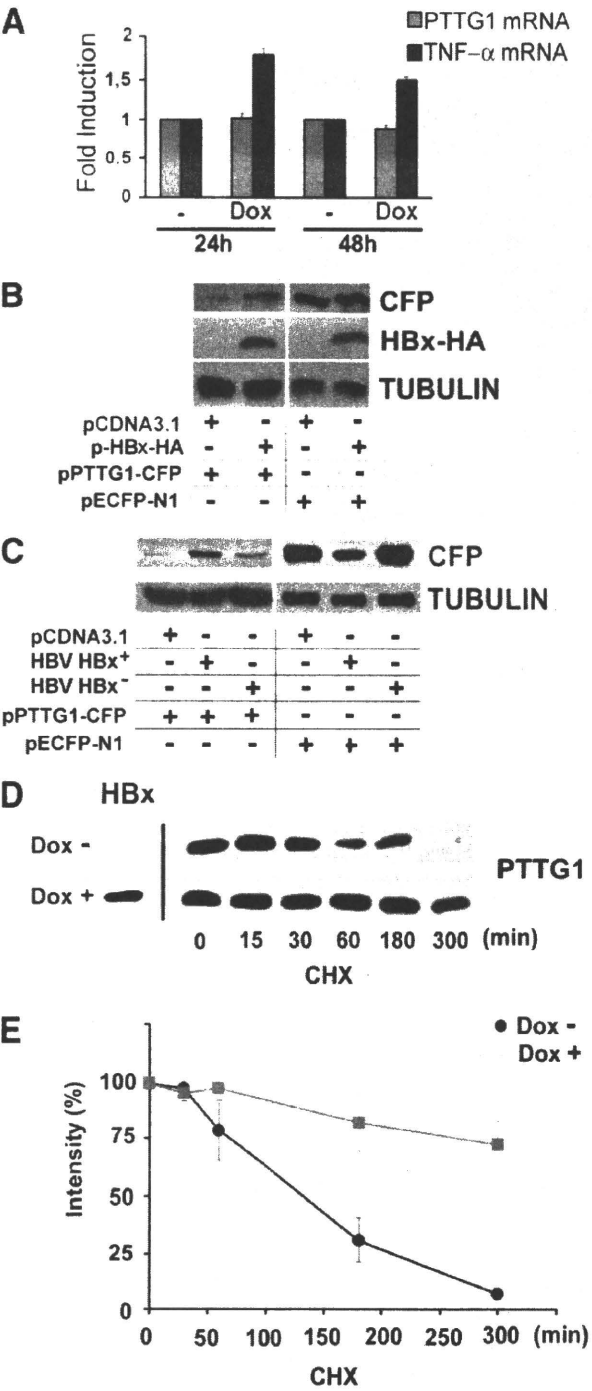 A
PTTG1 mRNA
TNF-α mRNA
Fold Induction
2
1,5
1
0.5
0
- Dox - Dox
24h 48h
B
CFP
HBx-HA
TUBULIN
pCDNA3.1 + - + -
p-HBx-HA - + - +
pPTTG1-CFP + + - -
pECFP-N1 - - + +
C
CFP
TUBULIN
pCDNA3.1 + - - + - -
HBV HBx+ - + - - + -
HBV HBx- - - + - - +
pPTTG1-CFP + + + - - -
pECFP-N1 - - - + + +
D
HBx
Dox -
Dox +
PTTG1
0 15 30 60 180 300 (min)
CHX
E
Dox -
Dox +
Intensity (%)
100
75
50
25
0
0 50 100 150 200 250 300 (min)
CHX